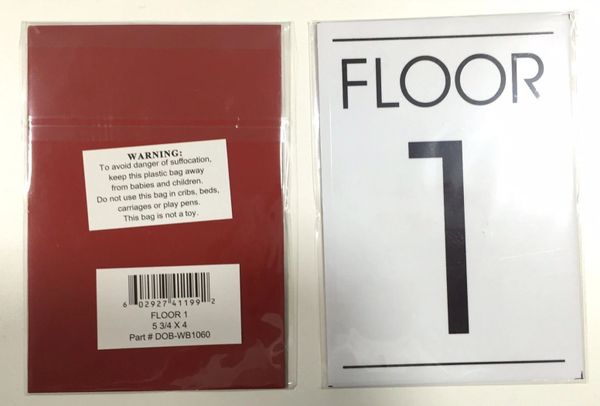 WARNING:
To avoid danger of suffocation,
keep this plastic bag away
from babies and children.
Do not use this bag in cribs, beds,
carriages or play pens.
This bag is not a toy.
6 02927 41199 2
FLOOR 1
5 3/4 X 4
Part # DOB-WB1060
FLOOR
1